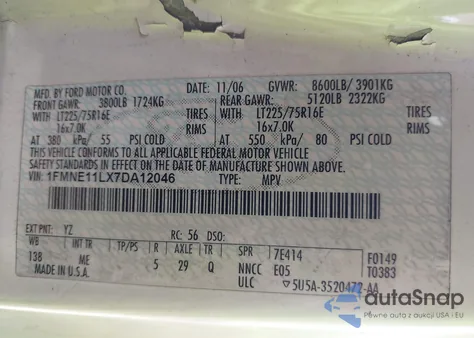 MFD. BY FORD MOTOR CO. DATE: 11/06 GVWR: 8600LB/ 3901KG
FRONT GAWR: 3800LB 1724KG REAR GAWR: 5120LB 2322KG
WITH LT225/75R16E TIRES WITH LT225/75R16E TIRES
16x7.0K RIMS 16x7.0K RIMS
AT 380 kPa/ 55 PSI COLD AT 550 kPa/ 80 PSI COLD
THIS VEHICLE CONFORMS TO ALL APPLICABLE FEDERAL MOTOR VEHICLE
SAFETY STANDARDS IN EFFECT ON THE DATE OF MANUFACTURE SHOWN ABOVE.
VIN: 1FMNE11LX7DA12046 TYPE: MPV
EXT PNT: YZ RC: 56 DSO:
WB INT TR TP/PS R AXLE TR SPR 7E414 F0149
138 5 29 Q NNCC E05 T0383
MADE IN U.S.A. ULC 5U5A-3520472-AA
autoSnap
Pewne auta z USA i EU